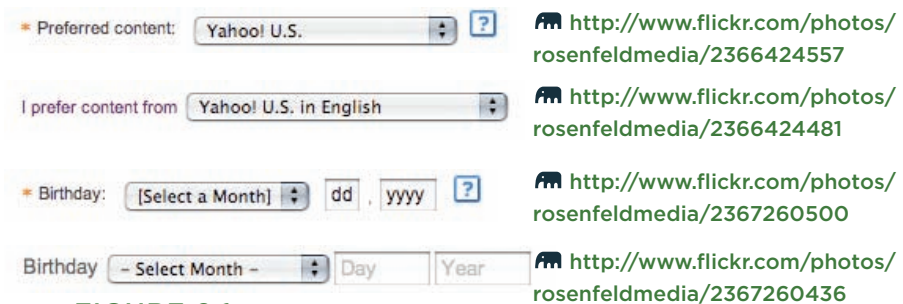 * Preferred content: Yahoo! U.S. ?
http://www.flickr.com/photos/
rosenfeldmedia/2366424557
I prefer content from Yahoo! U.S. in English
http://www.flickr.com/photos/
rosenfeldmedia/2366424481
* Birthday: [Select a Month] dd , yyyy ?
http://www.flickr.com/photos/
rosenfeldmedia/2367260500
Birthday - Select Month - Day Year
http://www.flickr.com/photos/
rosenfeldmedia/2367260436